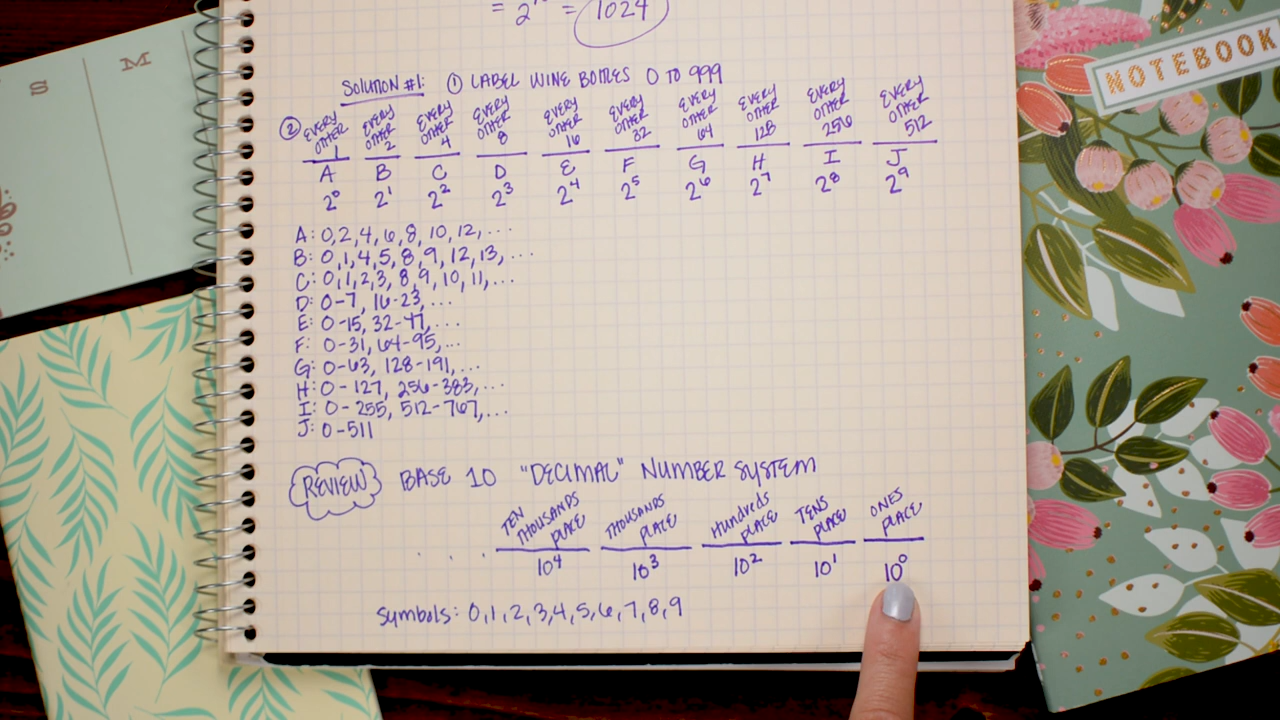 = 2 = 1024
SOLUTION #1: ① LABEL WINE BOTTLES 0 TO 999
② EVERY OTHER 1 EVERY OTHER 2 EVERY OTHER 4 EVERY OTHER 8 EVERY OTHER 16 EVERY OTHER 32 EVERY OTHER 64 EVERY OTHER 128 EVERY OTHER 256 EVERY OTHER 512
A B C D E F G H I J
2⁰ 2¹ 2² 2³ 2⁴ 2⁵ 2⁶ 2⁷ 2⁸ 2⁹
A: 0,2,4,6,8,10,12,...
B: 0,1,4,5,8,9,12,13,...
C: 0,1,2,3,8,9,10,11,...
D: 0-7, 16-23,...
E: 0-15, 32-47,...
F: 0-31, 64-95,...
G: 0-63, 128-191,...
H: 0-127, 256-383,...
I: 0-255, 512-767,...
J: 0-511
REVIEW BASE 10 "DECIMAL" NUMBER SYSTEM
TEN THOUSANDS PLACE THOUSANDS PLACE HUNDREDS PLACE TENS PLACE ONES PLACE
... 10⁴ 10³ 10² 10¹ 10⁰
Symbols: 0,1,2,3,4,5,6,7,8,9
S M
NOTEBOOK